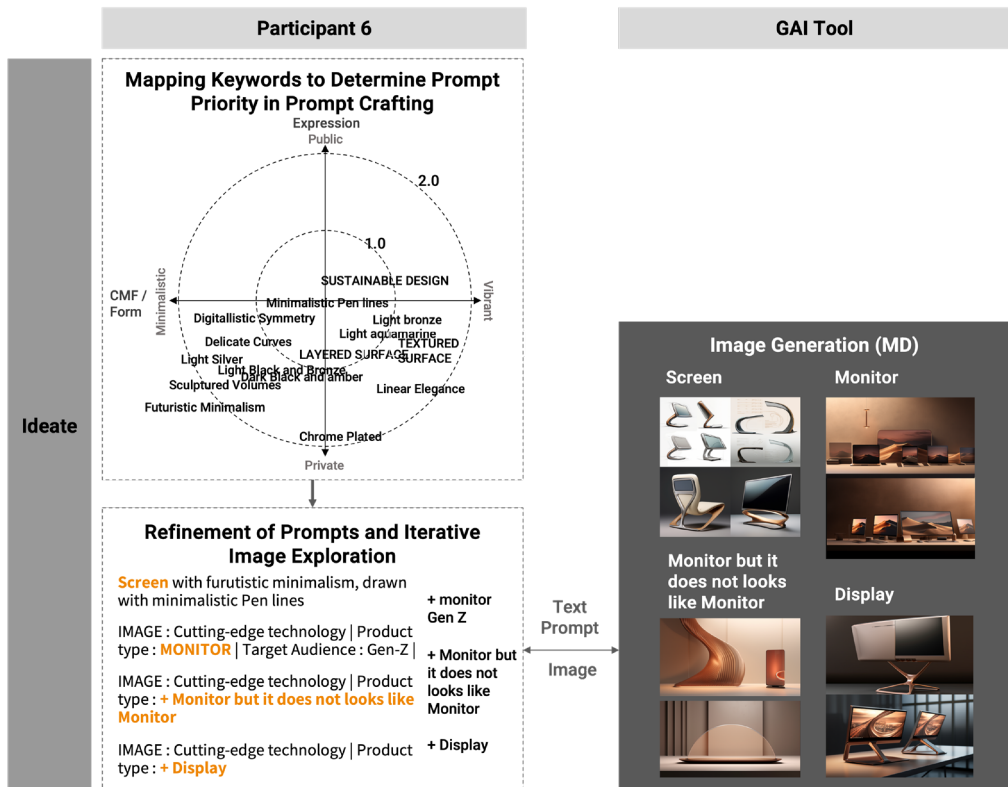 Participant 6
GAI Tool
Ideate
Mapping Keywords to Determine Prompt
Priority in Prompt Crafting
Expression
Public
2.0
1.0
SUSTAINABLE DESIGN
CMF /
Form
Minimalistic
Vibrant
Minimalistic Pen lines
Digitallistic Symmetry
Light bronze
Light aquamarine
Delicate Curves
TEXTURED
SURFACE
LAYERED SURFACE
Light Silver
Light Black and Bronze
Dark Black and amber
Sculptured Volumes
Linear Elegance
Futuristic Minimalism
Chrome Plated
Private
Refinement of Prompts and Iterative
Image Exploration
Screen with furutistic minimalism, drawn
with minimalistic Pen lines
IMAGE : Cutting-edge technology | Product
type : MONITOR | Target Audience : Gen-Z |
IMAGE : Cutting-edge technology | Product
type : + Monitor but it does not looks like
Monitor
IMAGE : Cutting-edge technology | Product
type : + Display
+ monitor
Gen Z
+ Monitor but
it does not
looks like
Monitor
+ Display
Text
Prompt
Image
Image Generation (MD)
Screen
Monitor
Monitor but it
does not looks
like Monitor
Display